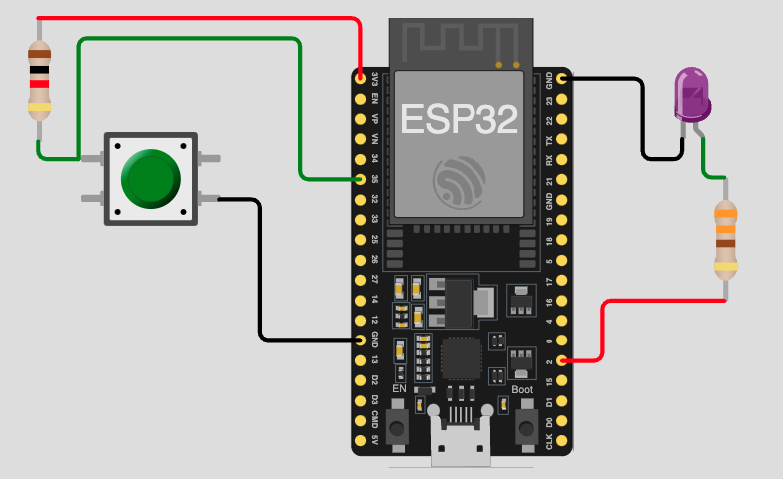 ESP32
3V3
EN
VP
VN
34
35
32
33
25
26
27
14
12
GND
13
D2
D3
CMD
5V
GND
23
22
TX
RX
21
GND
19
18
5
17
16
4
0
2
15
D1
D0
CLK
EN
Boot